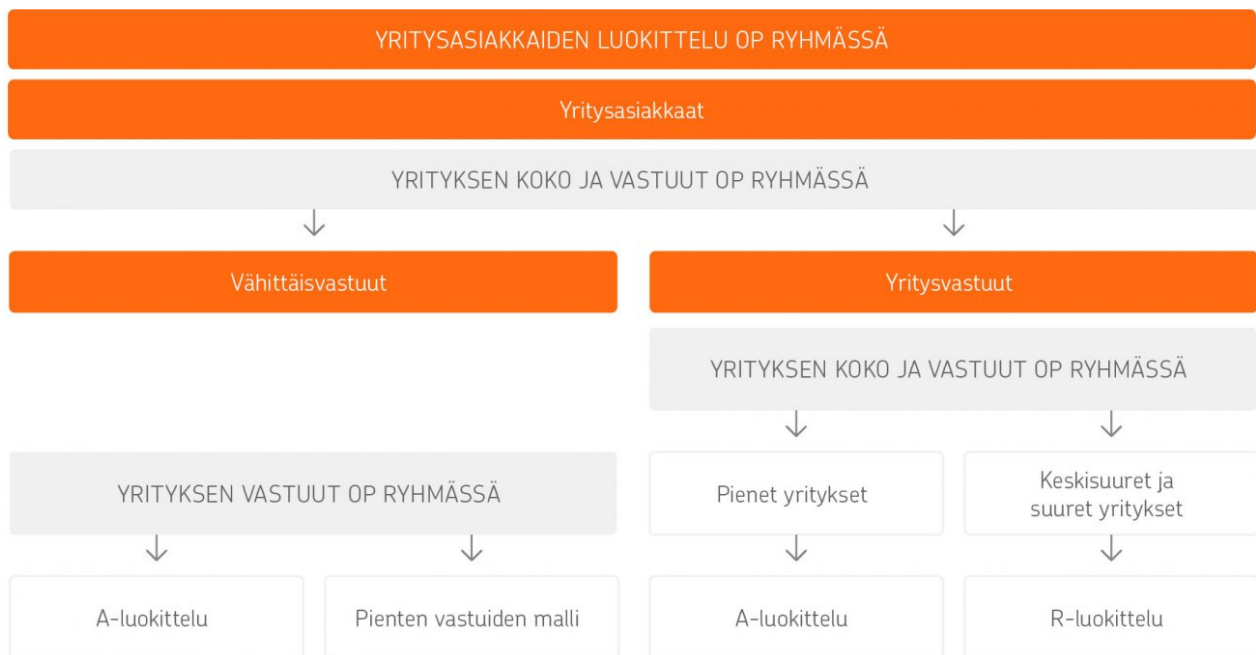 YRITYSASIAKKAIDEN LUOKITTELU OP RYHMÄSSÄ
Yritysasiakkaat
YRITYKSEN KOKO JA VASTUUT OP RYHMÄSSÄ
Vähittäisvastuut
Yritysvastuut
YRITYKSEN KOKO JA VASTUUT OP RYHMÄSSÄ
YRITYKSEN VASTUUT OP RYHMÄSSÄ
Pienet yritykset
Keskisuuret ja
suuret yritykset
A-luokittelu
Pienten vastuiden malli
A-luokittelu
R-luokittelu